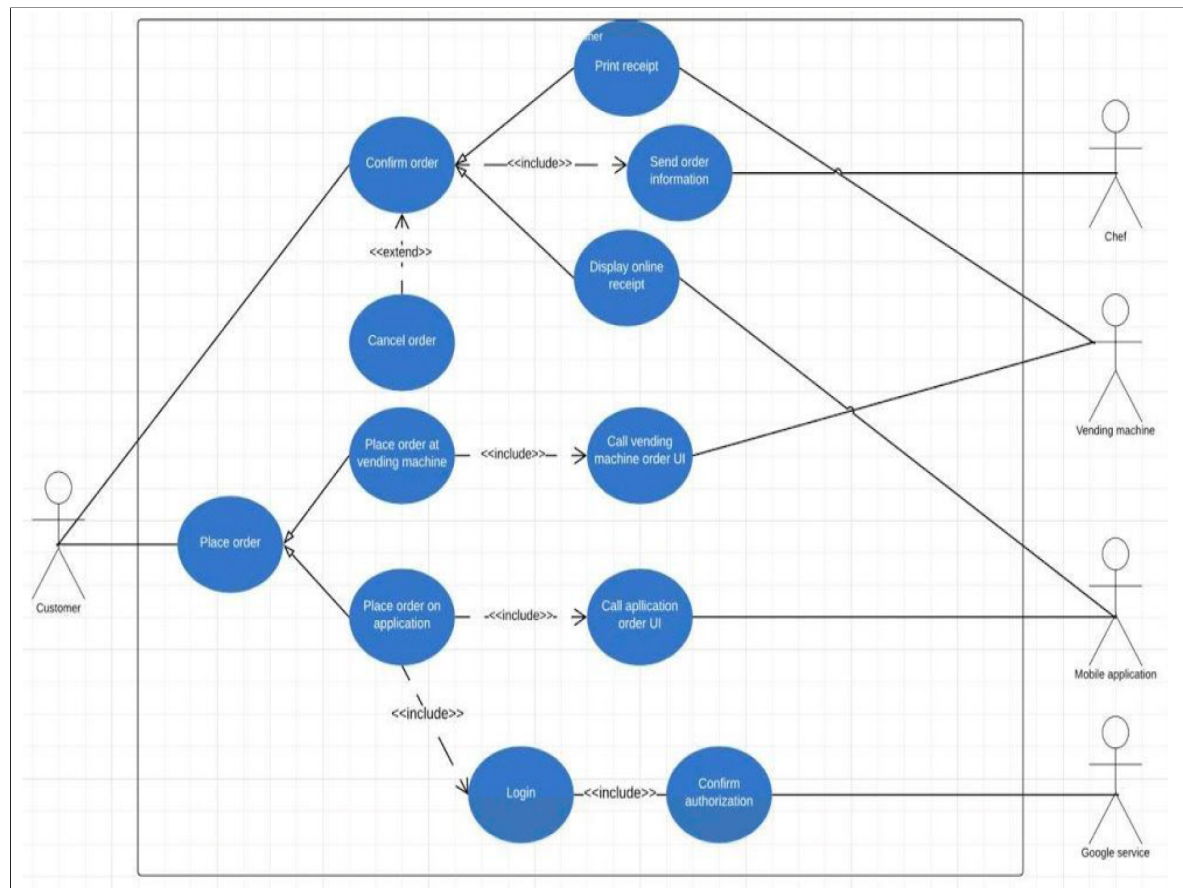 mer
Print receipt
Confirm order
<<include>>
Send order
information
Chef
<<extend>>
Display online
receipt
Cancel order
Vending machine
Place order at
vending machine
<<include>>
Call vending
machine order UI
Place order
Customer
Place order on
application
<<include>>
Call apllication
order UI
Mobile application
<<include>>
Login
<<include>>
Confirm
authorization
Google service